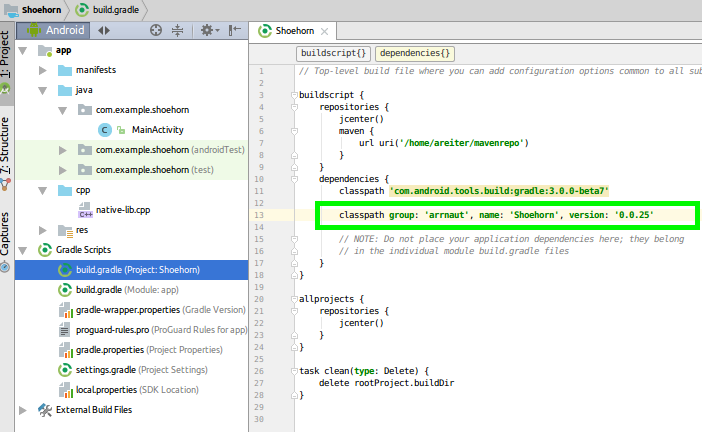 Shoehorn build.gradle
Android
1: Project
7: Structure
Captures
app
manifests
java
com.example.shoehorn
MainActivity
com.example.shoehorn (androidTest)
com.example.shoehorn (test)
cpp
native-lib.cpp
res
Gradle Scripts
build.gradle (Project: Shoehorn)
build.gradle (Module: app)
gradle-wrapper.properties (Gradle Version)
proguard-rules.pro (ProGuard Rules for app)
gradle.properties (Project Properties)
settings.gradle (Project Settings)
local.properties (SDK Location)
External Build Files
Shoehorn
buildscript{} dependencies{}
1 // Top-level build file where you can add configuration options common to all sub
2
3 buildscript {
4 repositories {
5 jcenter()
6 maven {
7 url uri('/home/areiter/mavenrepo')
8 }
9 }
10 dependencies {
11 classpath 'com.android.tools.build:gradle:3.0.0-beta7'
12
13 classpath group: 'arrnaut', name: 'Shoehorn', version: '0.0.25'
14
15 // NOTE: Do not place your application dependencies here; they belong
16 // in the individual module build.gradle files
17 }
18 }
19
20 allprojects {
21 repositories {
22 jcenter()
23 }
24 }
25
26 task clean(type: Delete) {
27 delete rootProject.buildDir
28 }
29
30